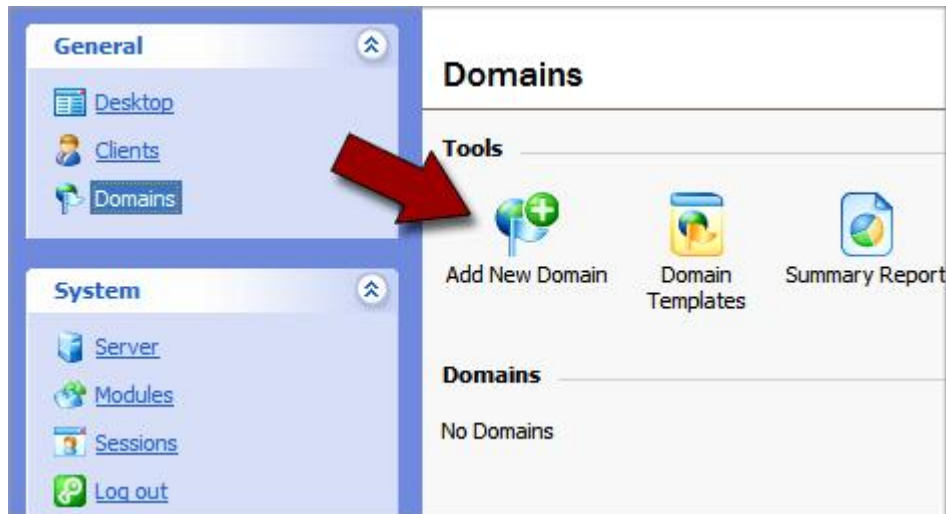 General
Desktop
Clients
Domains
System
Server
Modules
Sessions
Log out
Domains
Tools
Add New Domain
Domain
Templates
Summary Report
Domains
No Domains